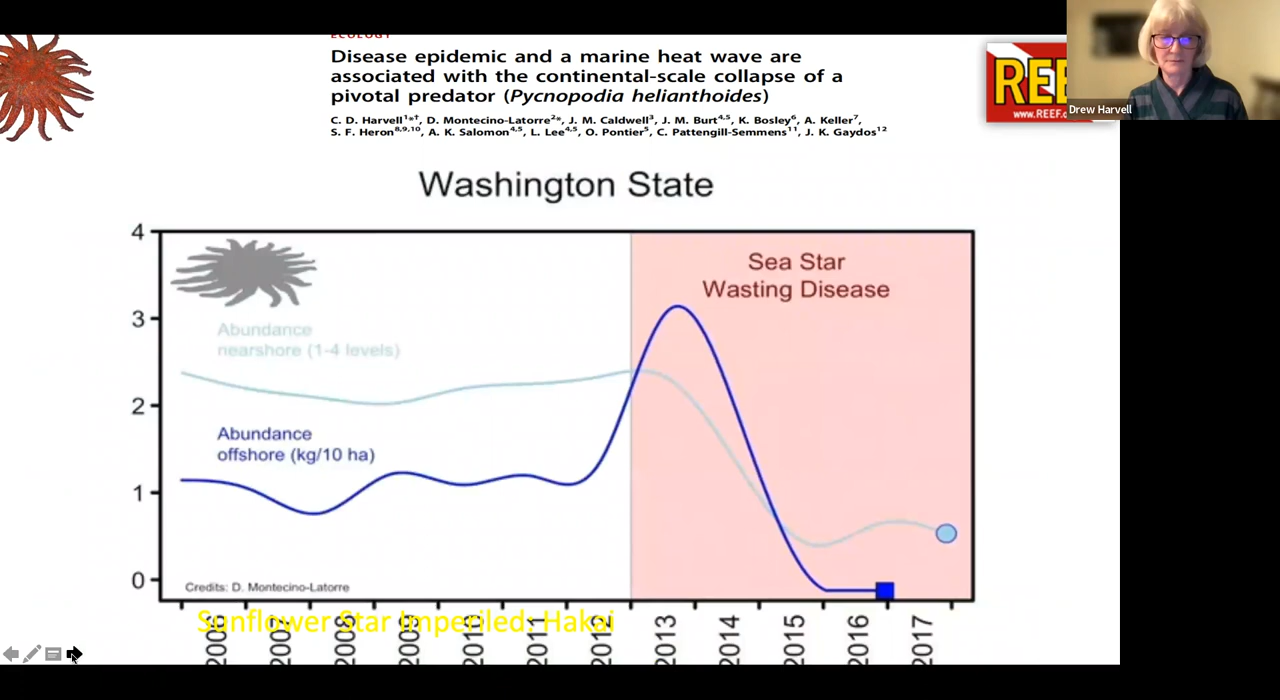 ECOLOGY
Disease epidemic and a marine heat wave are
associated with the continental-scale collapse of a
pivotal predator (Pycnopodia helianthoides)
C. D. Harvell¹*†, D. Montecino-Latorre²*, J. M. Caldwell³, J. M. Burt⁴,⁵, K. Bosley⁶, A. Keller⁷,
S. F. Heron⁸,⁹,¹⁰, A. K. Salomon⁴,⁵, L. Lee⁴,⁵, O. Pontier⁵, C. Pattengill-Semmens¹¹, J. K. Gaydos¹²
REE
www.REEF.o
Drew Harvell
Washington State
4
3
2
1
0
Sea Star
Wasting Disease
Abundance
nearshore (1-4 levels)
Abundance
offshore (kg/10 ha)
Credits: D. Montecino-Latorre
2006
2007
2008
2009
2010
2011
2012
2013
2014
2015
2016
2017
Sunflower Star Imperiled: Hakai